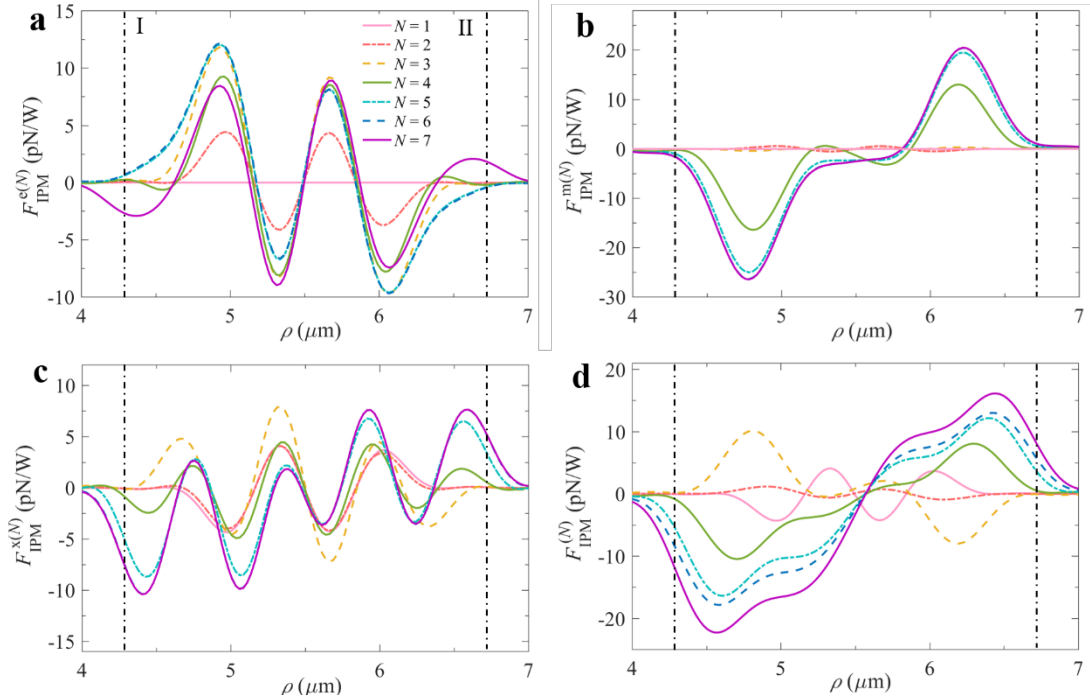 a
I
II
15
10
5
0
-5
-10
F_IPM^e(N) (pN/W)
N = 1
N = 2
N = 3
N = 4
N = 5
N = 6
N = 7
4 5 6 7
ρ (μm)
b
20
10
0
-10
-20
-30
F_IPM^m(N) (pN/W)
4 5 6 7
ρ (μm)
c
10
5
0
-5
-10
-15
F_IPM^x(N) (pN/W)
4 5 6 7
ρ (μm)
d
20
10
0
-10
-20
F_IPM^(N) (pN/W)
4 5 6 7
ρ (μm)